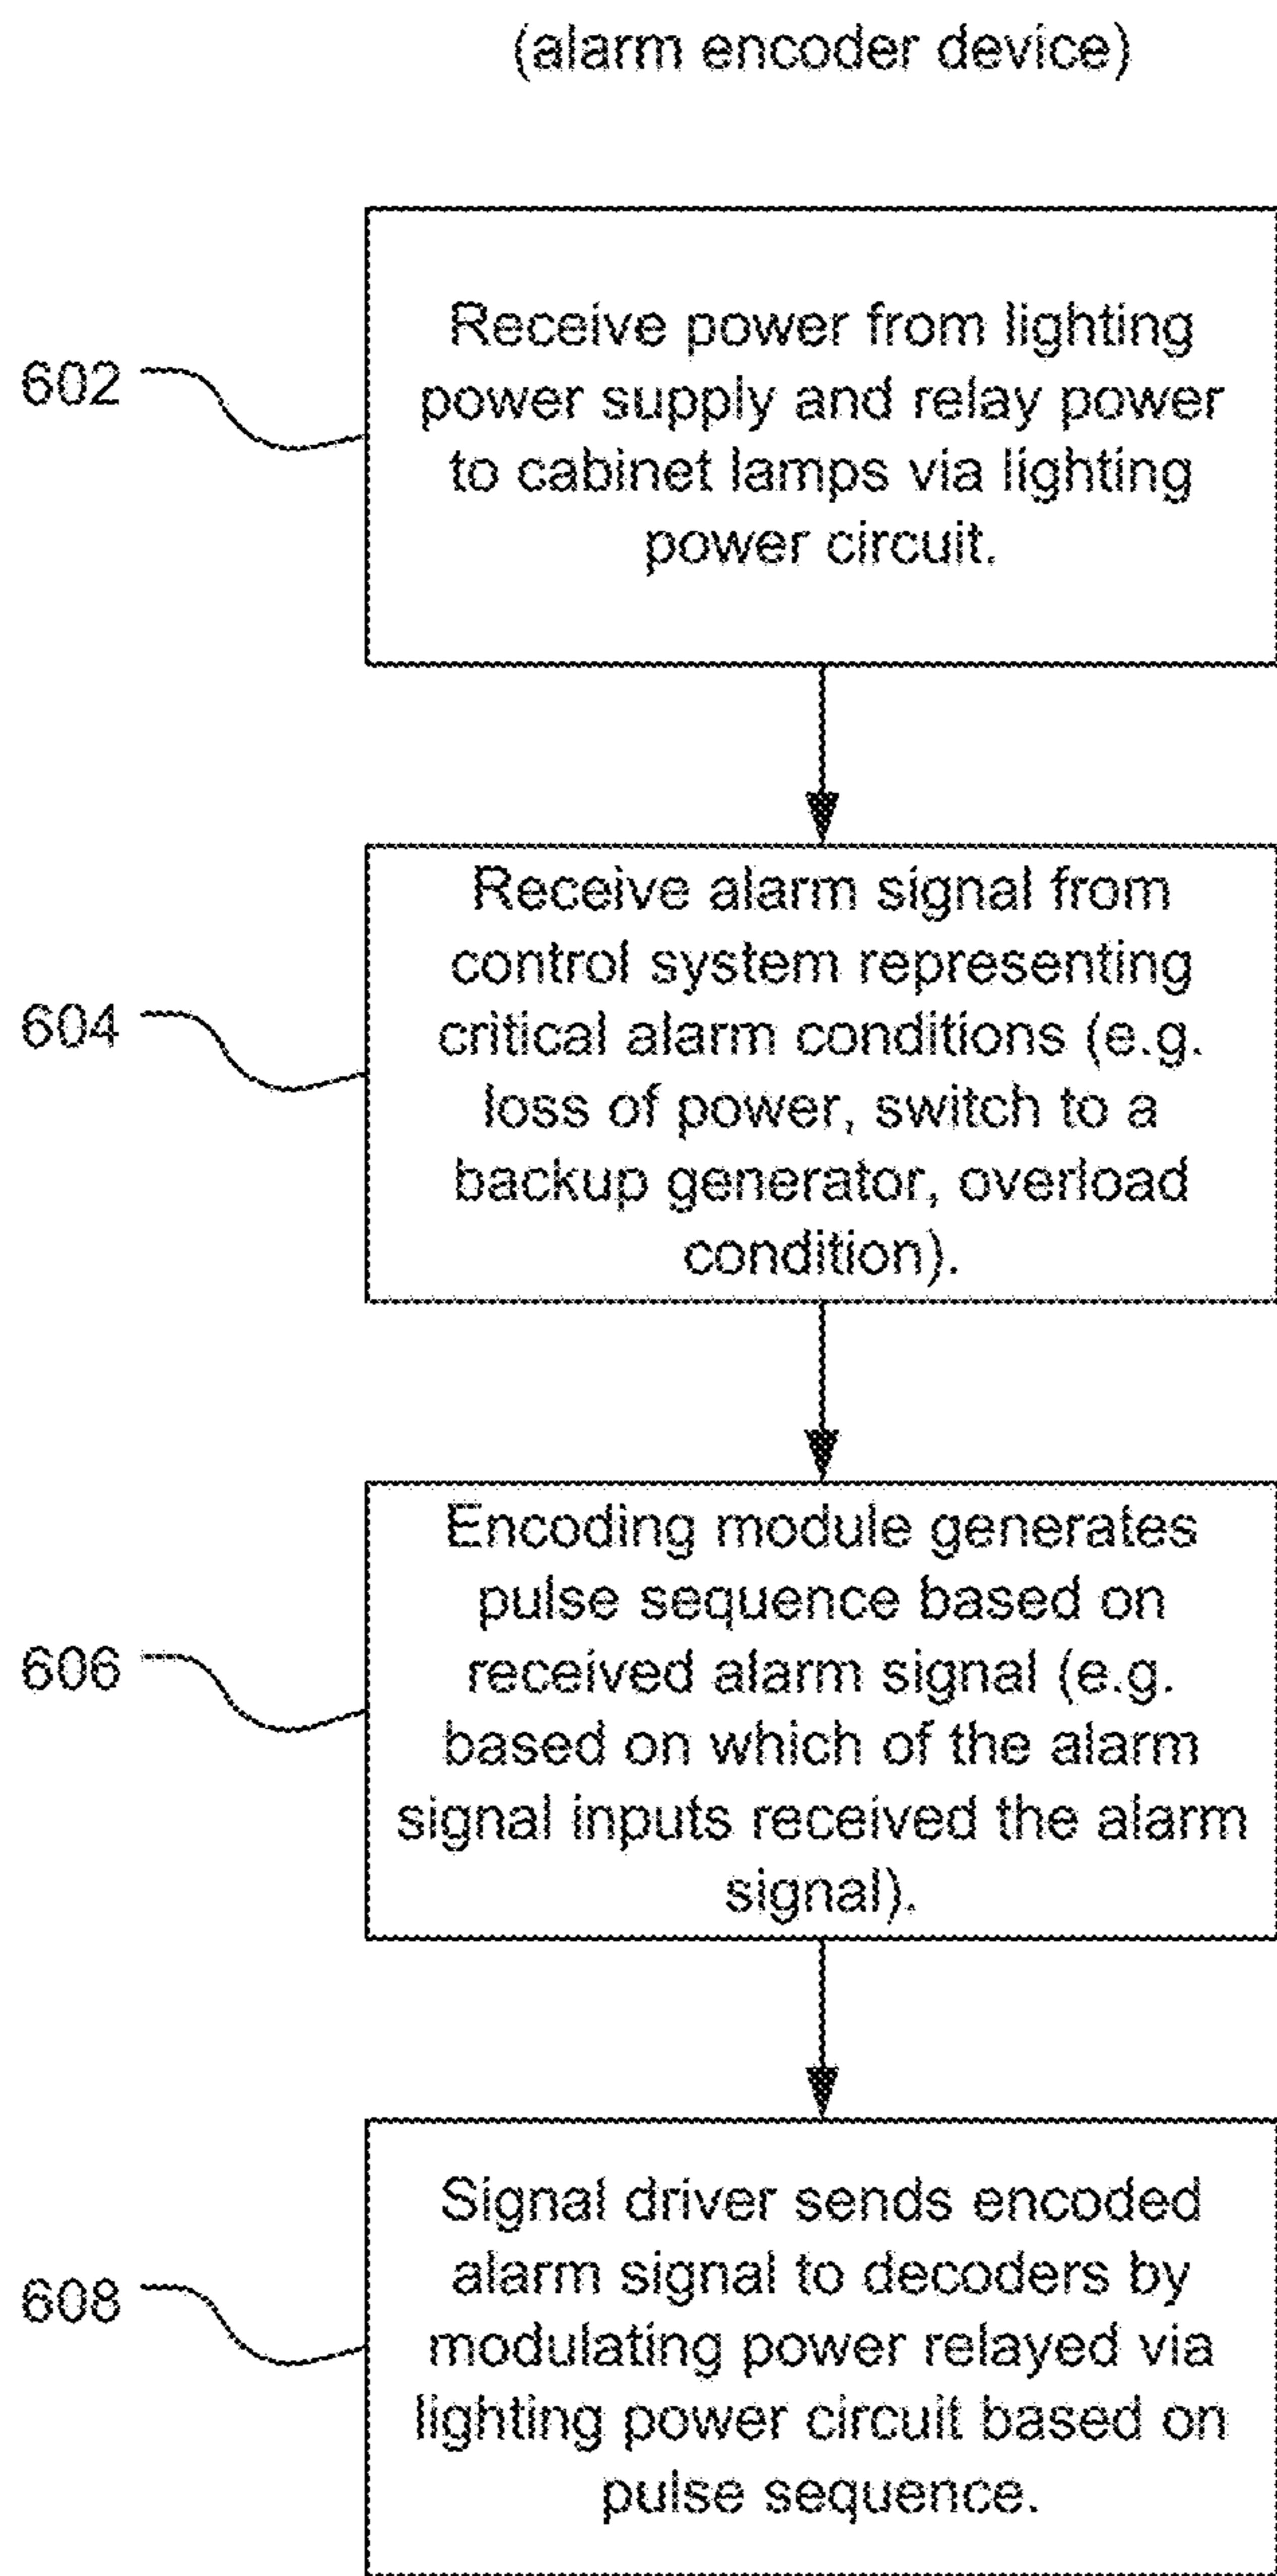 (alarm encoder device)
602
Receive power from lighting
power supply and relay power
to cabinet lamps via lighting
power circuit.
604
Receive alarm signal from
control system representing
critical alarm conditions (e.g.
loss of power, switch to a
backup generator, overload
condition).
606
Encoding module generates
pulse sequence based on
received alarm signal (e.g.
based on which of the alarm
signal inputs received the alarm
signal).
608
Signal driver sends encoded
alarm signal to decoders by
modulating power relayed via
lighting power circuit based on
pulse sequence.